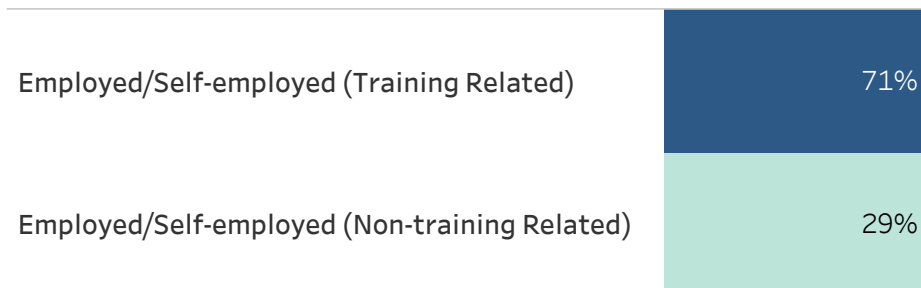 Employed/Self-employed (Training Related) 71%
Employed/Self-employed (Non-training Related) 29%